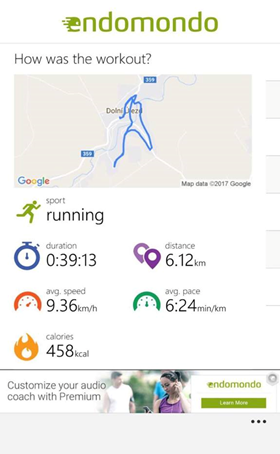 endomondo
How was the workout?
359
Dolní Újezd
359
Google
Map data ©2017 Google
sport
running
duration
0:39:13
distance
6.12km
avg. speed
9.36km/h
avg. pace
6:24min/km
calories
458kcal
Customize your audio
coach with Premium
endomondo
Learn More